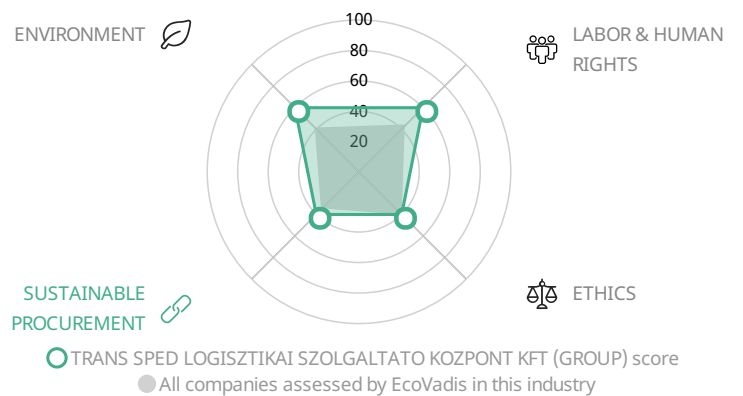 ENVIRONMENT
LABOR & HUMAN
RIGHTS
100
80
60
40
20
SUSTAINABLE
PROCUREMENT
ETHICS
TRANS SPED LOGISZTIKAI SZOLGALTATO KOZPONT KFT (GROUP) score
All companies assessed by EcoVadis in this industry